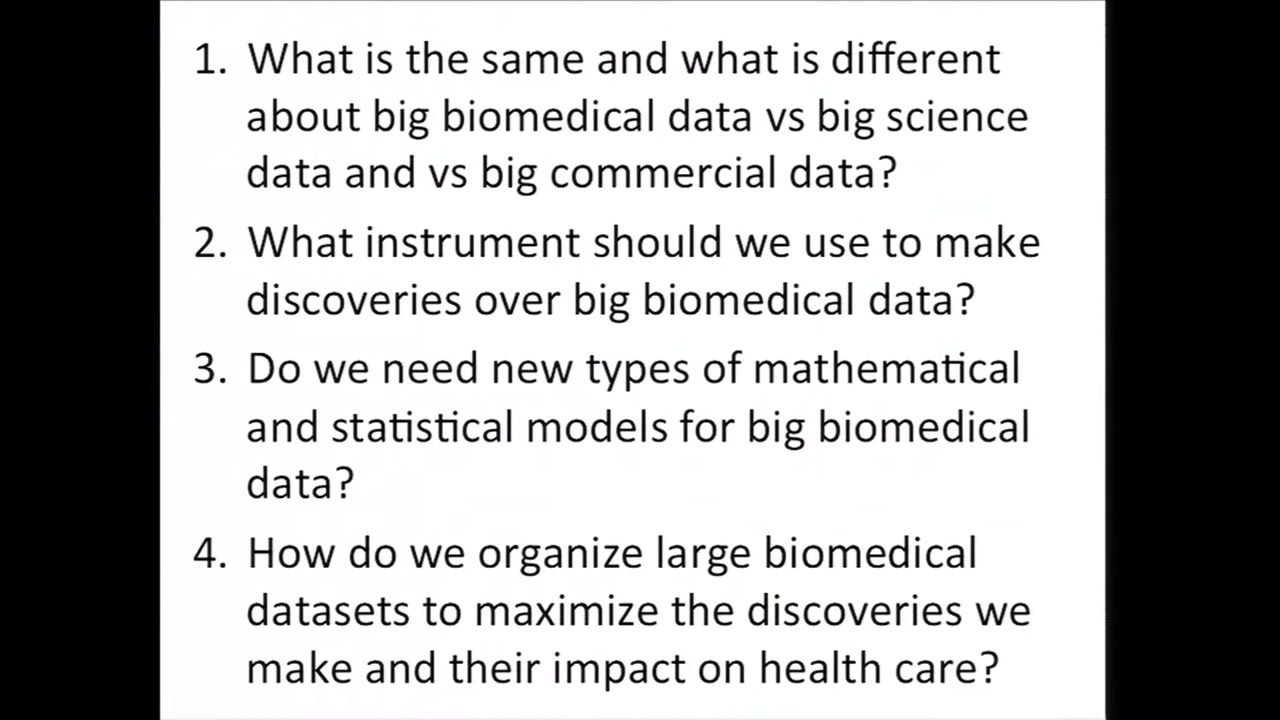 1. What is the same and what is different
about big biomedical data vs big science
data and vs big commercial data?
2. What instrument should we use to make
discoveries over big biomedical data?
3. Do we need new types of mathematical
and statistical models for big biomedical
data?
4. How do we organize large biomedical
datasets to maximize the discoveries we
make and their impact on health care?